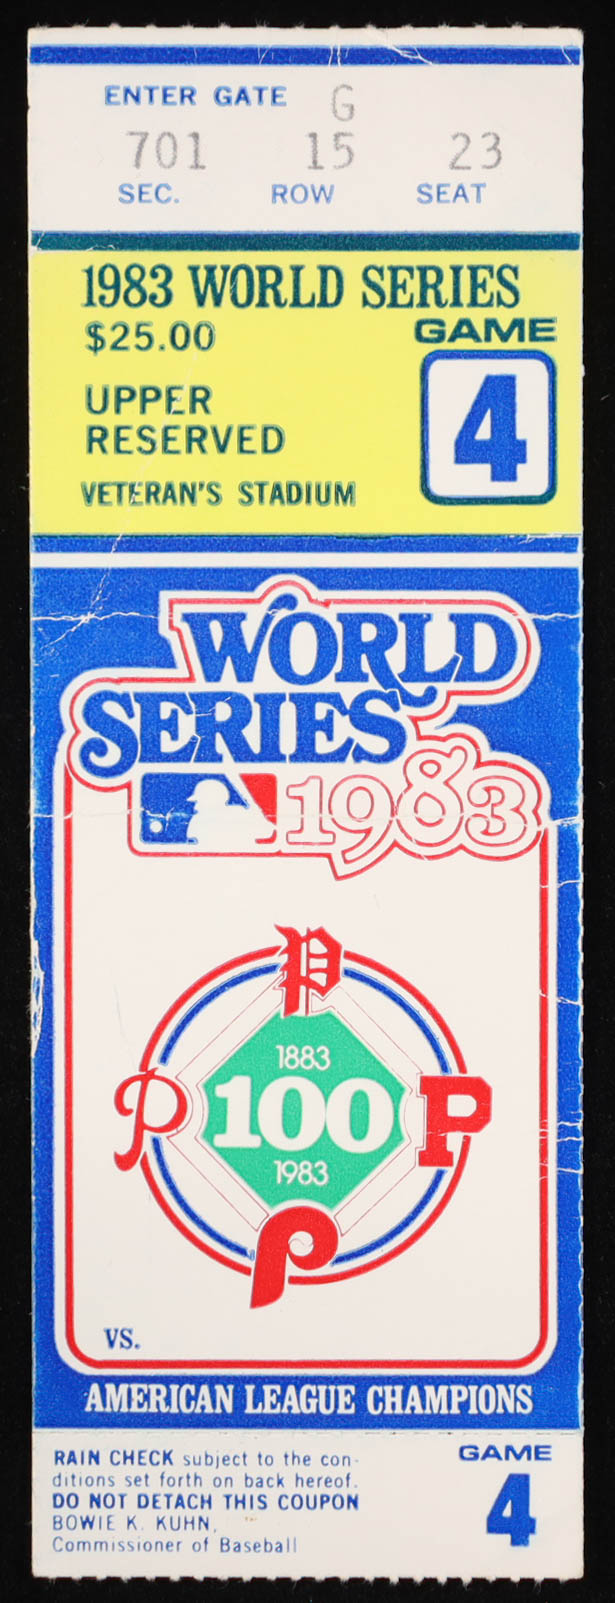 ENTER GATE G
701 15 23
SEC. ROW SEAT
1983 WORLD SERIES
$25.00 GAME
4
UPPER
RESERVED
VETERAN'S STADIUM
WORLD
SERIES
1983
P
1883
P 100 P
1983
P
VS.
AMERICAN LEAGUE CHAMPIONS
RAIN CHECK subject to the con-
ditions set forth on back hereof.
DO NOT DETACH THIS COUPON
BOWIE K. KUHN,
Commissioner of Baseball
GAME
4